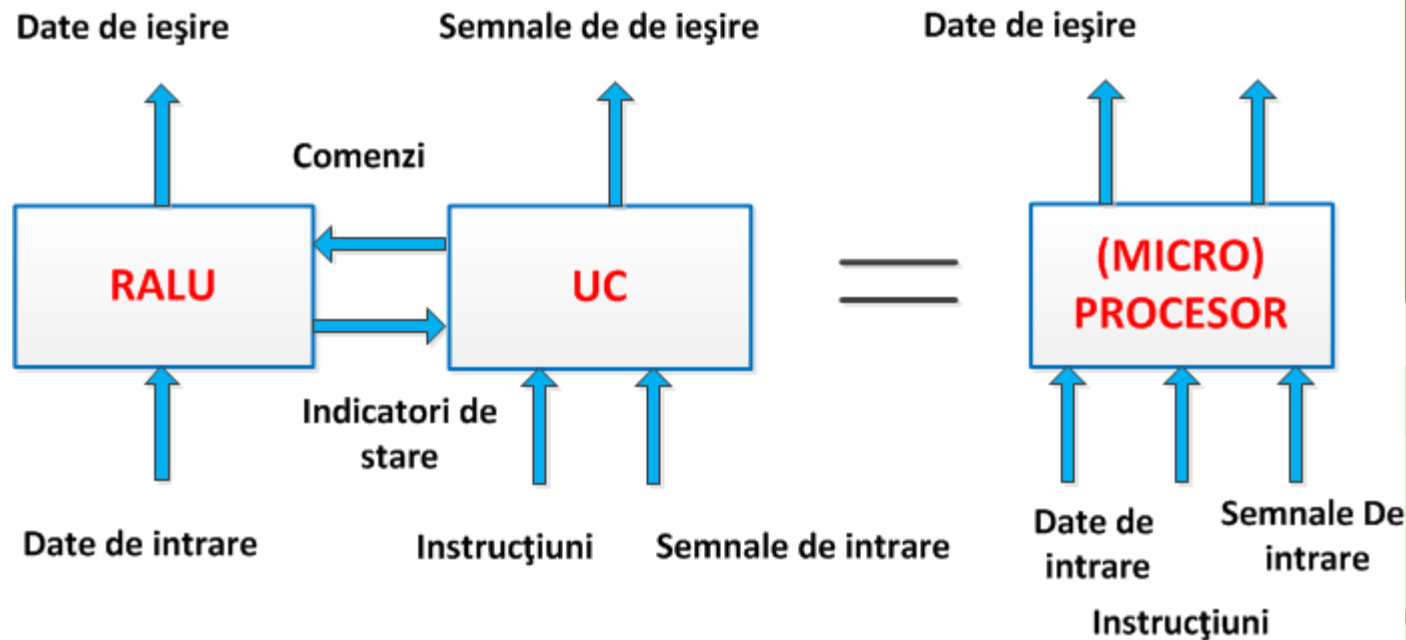 Date de ieşire
Semnale de de ieşire
Date de ieşire
Comenzi
RALU
UC
(MICRO)
PROCESOR
Indicatori de
stare
Date de intrare
Instrucţiuni
Semnale de intrare
Date de
intrare
Semnale De
intrare
Instrucţiuni